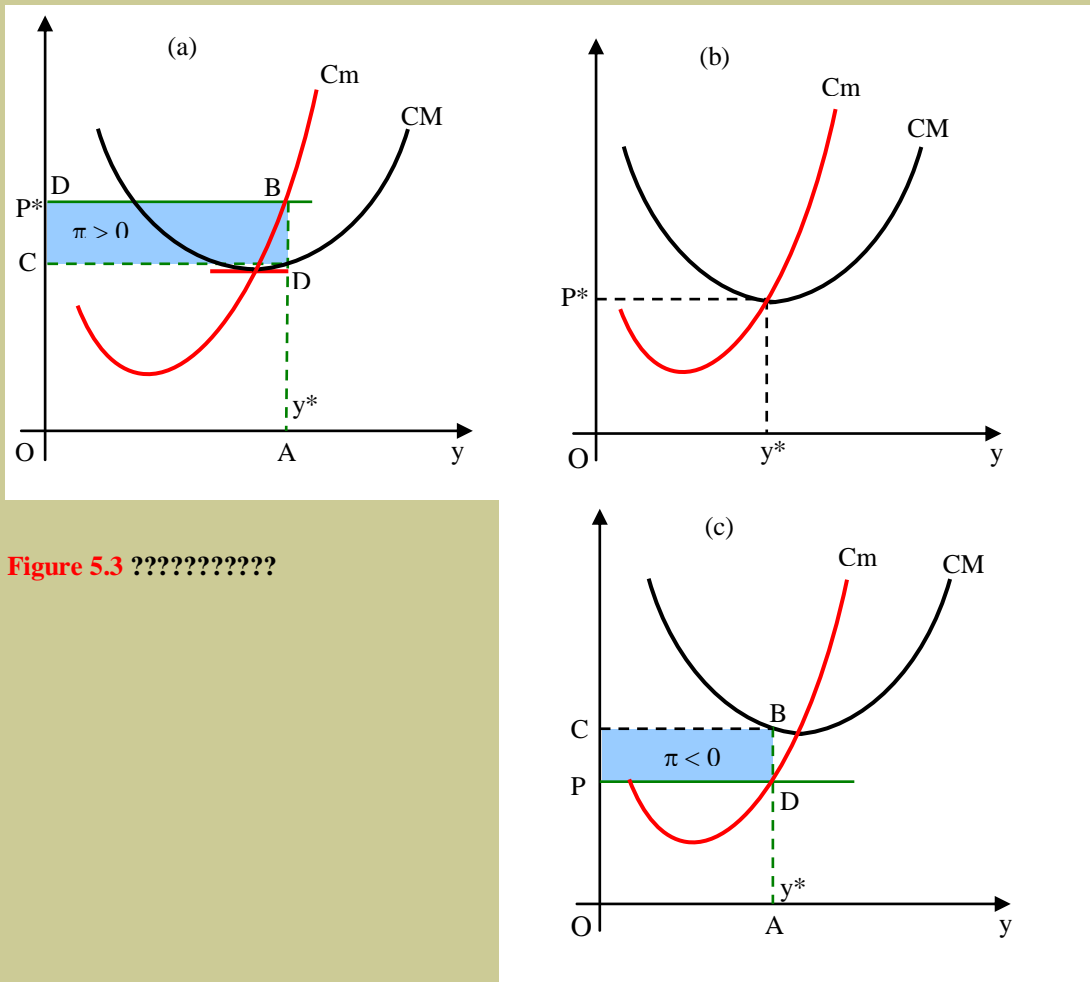 (a)
Cm
CM
D
B
P*
π > 0
C
D
y*
O
A
y
(b)
Cm
CM
P*
O
y*
y
Figure 5.3 ???????????
(c)
Cm
CM
C
B
π < 0
P
D
y*
O
A
y